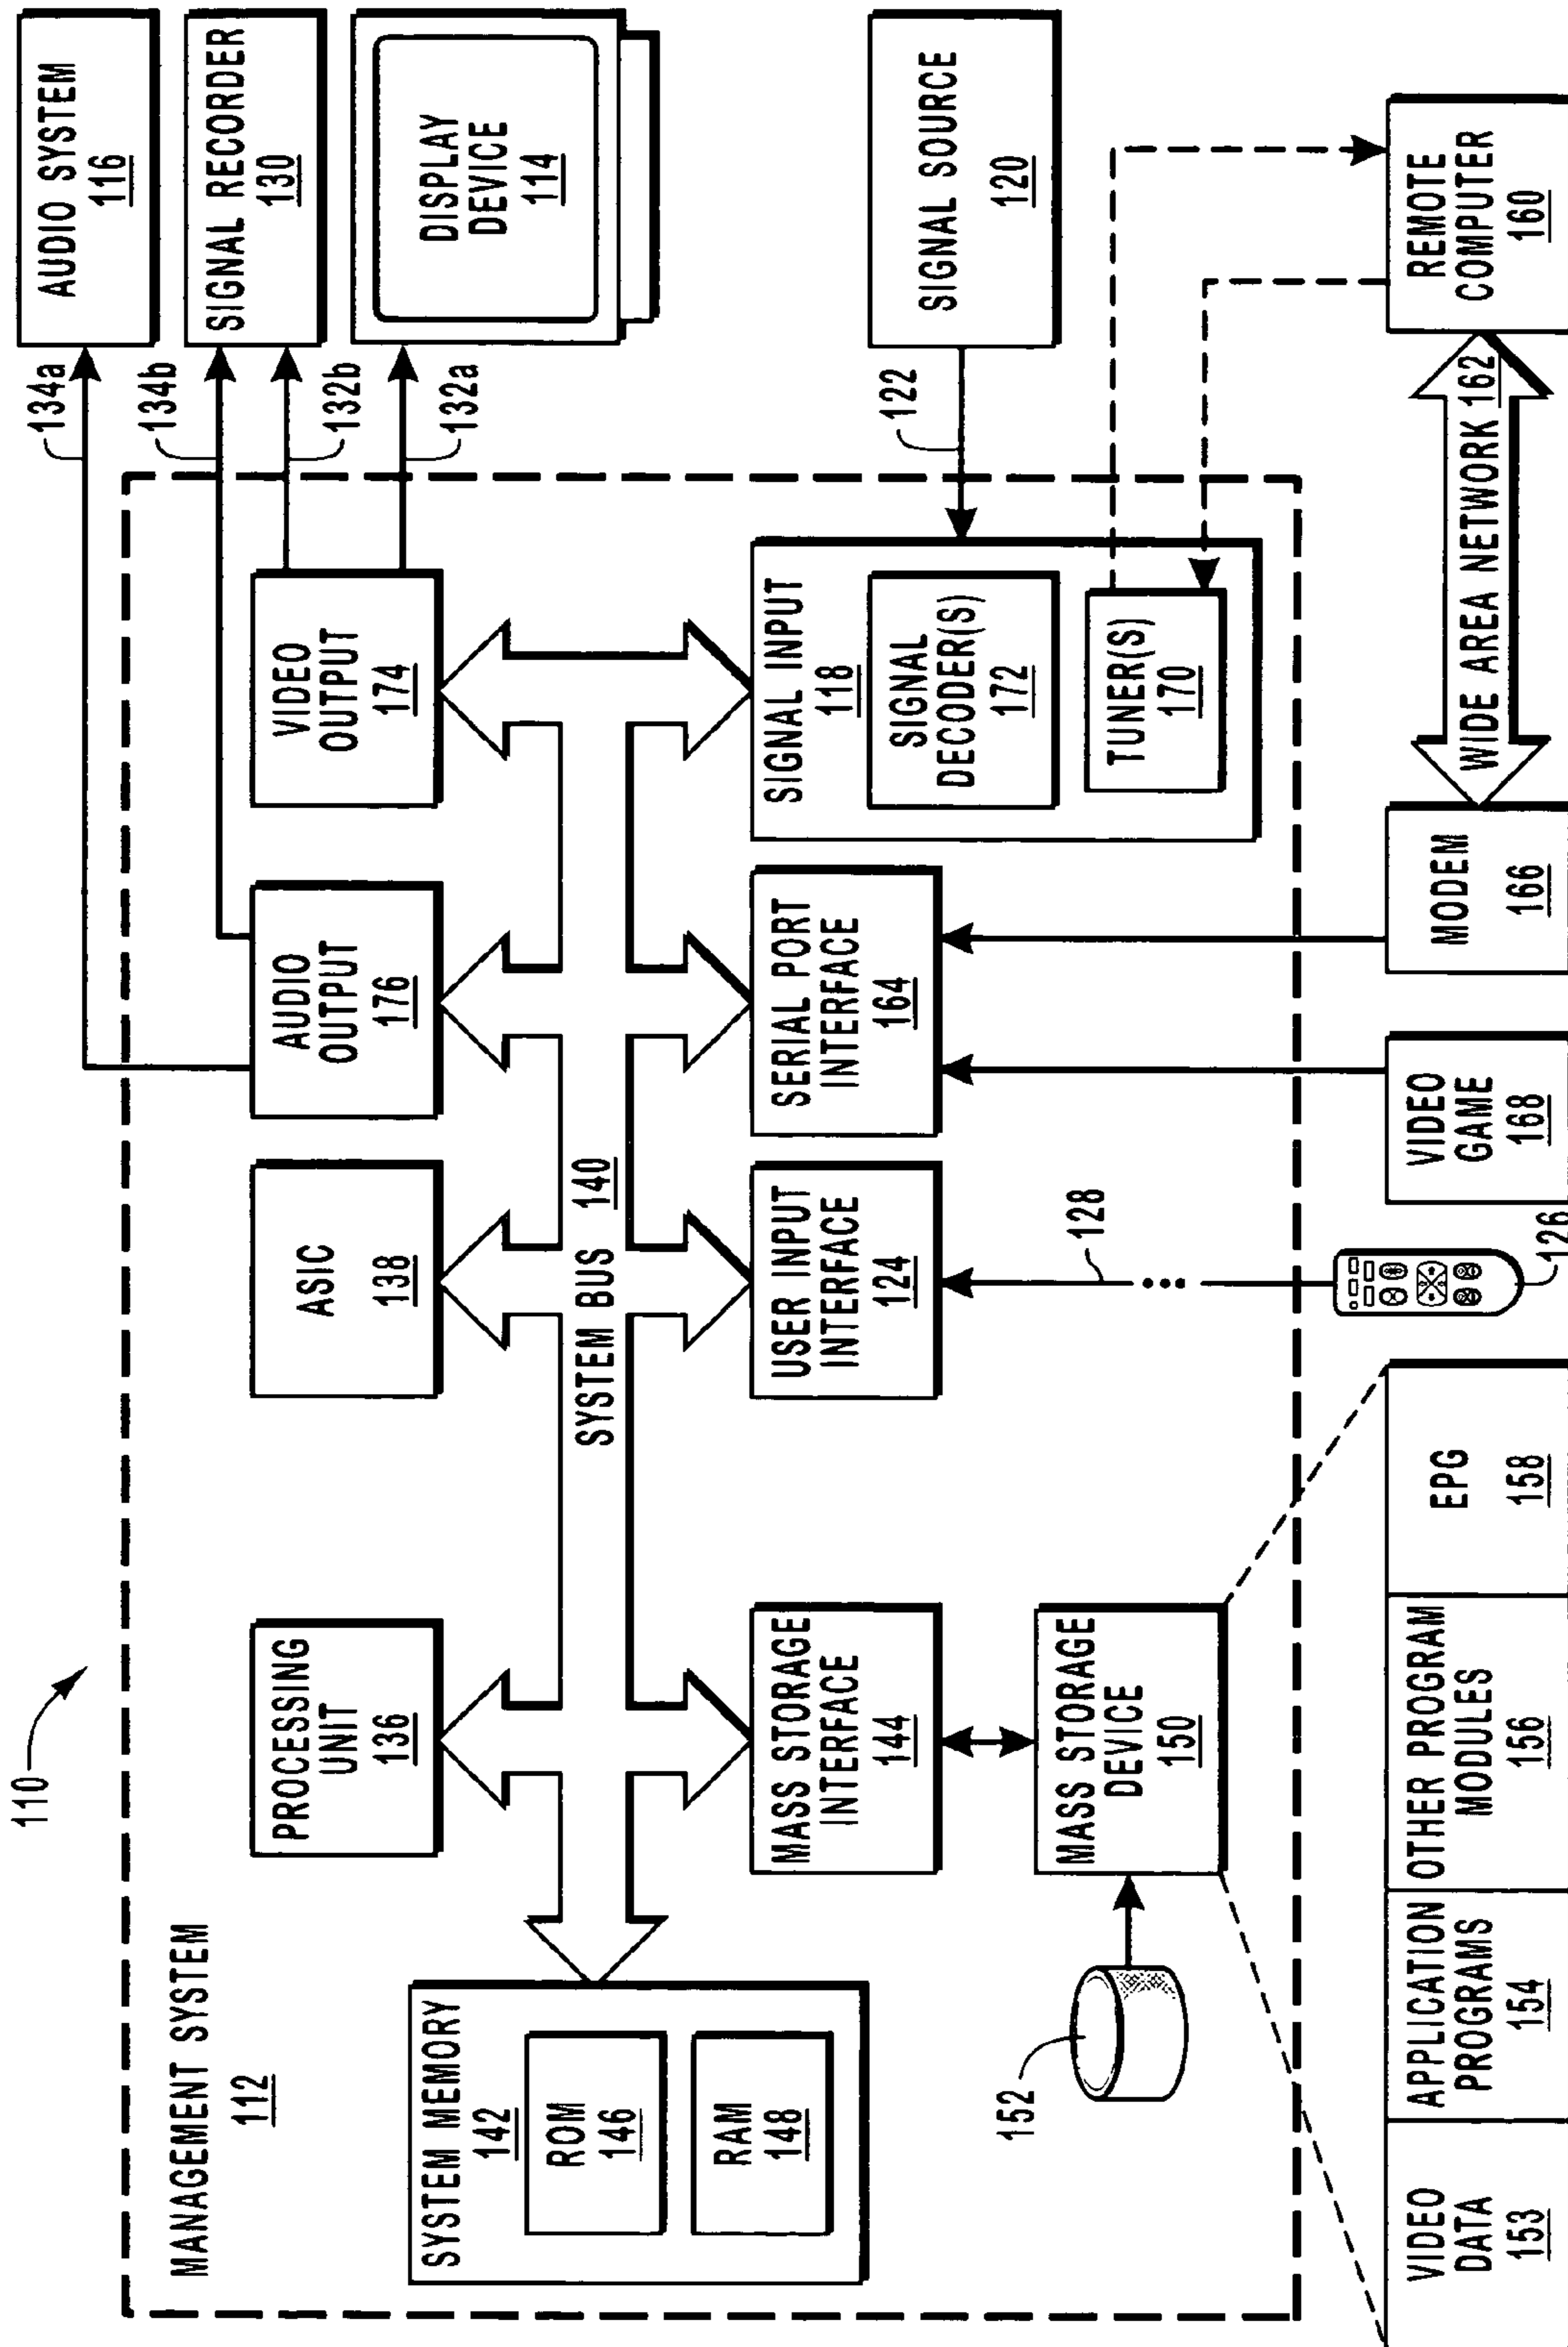 110
MANAGEMENT SYSTEM
112
AUDIO SYSTEM
116
SIGNAL RECORDER
130
DISPLAY
DEVICE
114
134a
134b
132b
132a
PROCESSING
UNIT
136
ASIC
138
AUDIO
OUTPUT
176
VIDEO
OUTPUT
174
SYSTEM MEMORY
142
ROM
146
RAM
148
SYSTEM BUS
140
MASS STORAGE
INTERFACE
144
USER INPUT
INTERFACE
124
SERIAL PORT
INTERFACE
164
SIGNAL INPUT
118
SIGNAL
DECODER(S)
172
TUNER(S)
170
122
SIGNAL SOURCE
120
152
MASS STORAGE
DEVICE
150
128
126
VIDEO
DATA
153
APPLICATION
PROGRAMS
154
OTHER PROGRAM
MODULES
156
EPG
158
VIDEO
GAME
168
MODEM
166
WIDE AREA NETWORK 162
REMOTE
COMPUTER
160